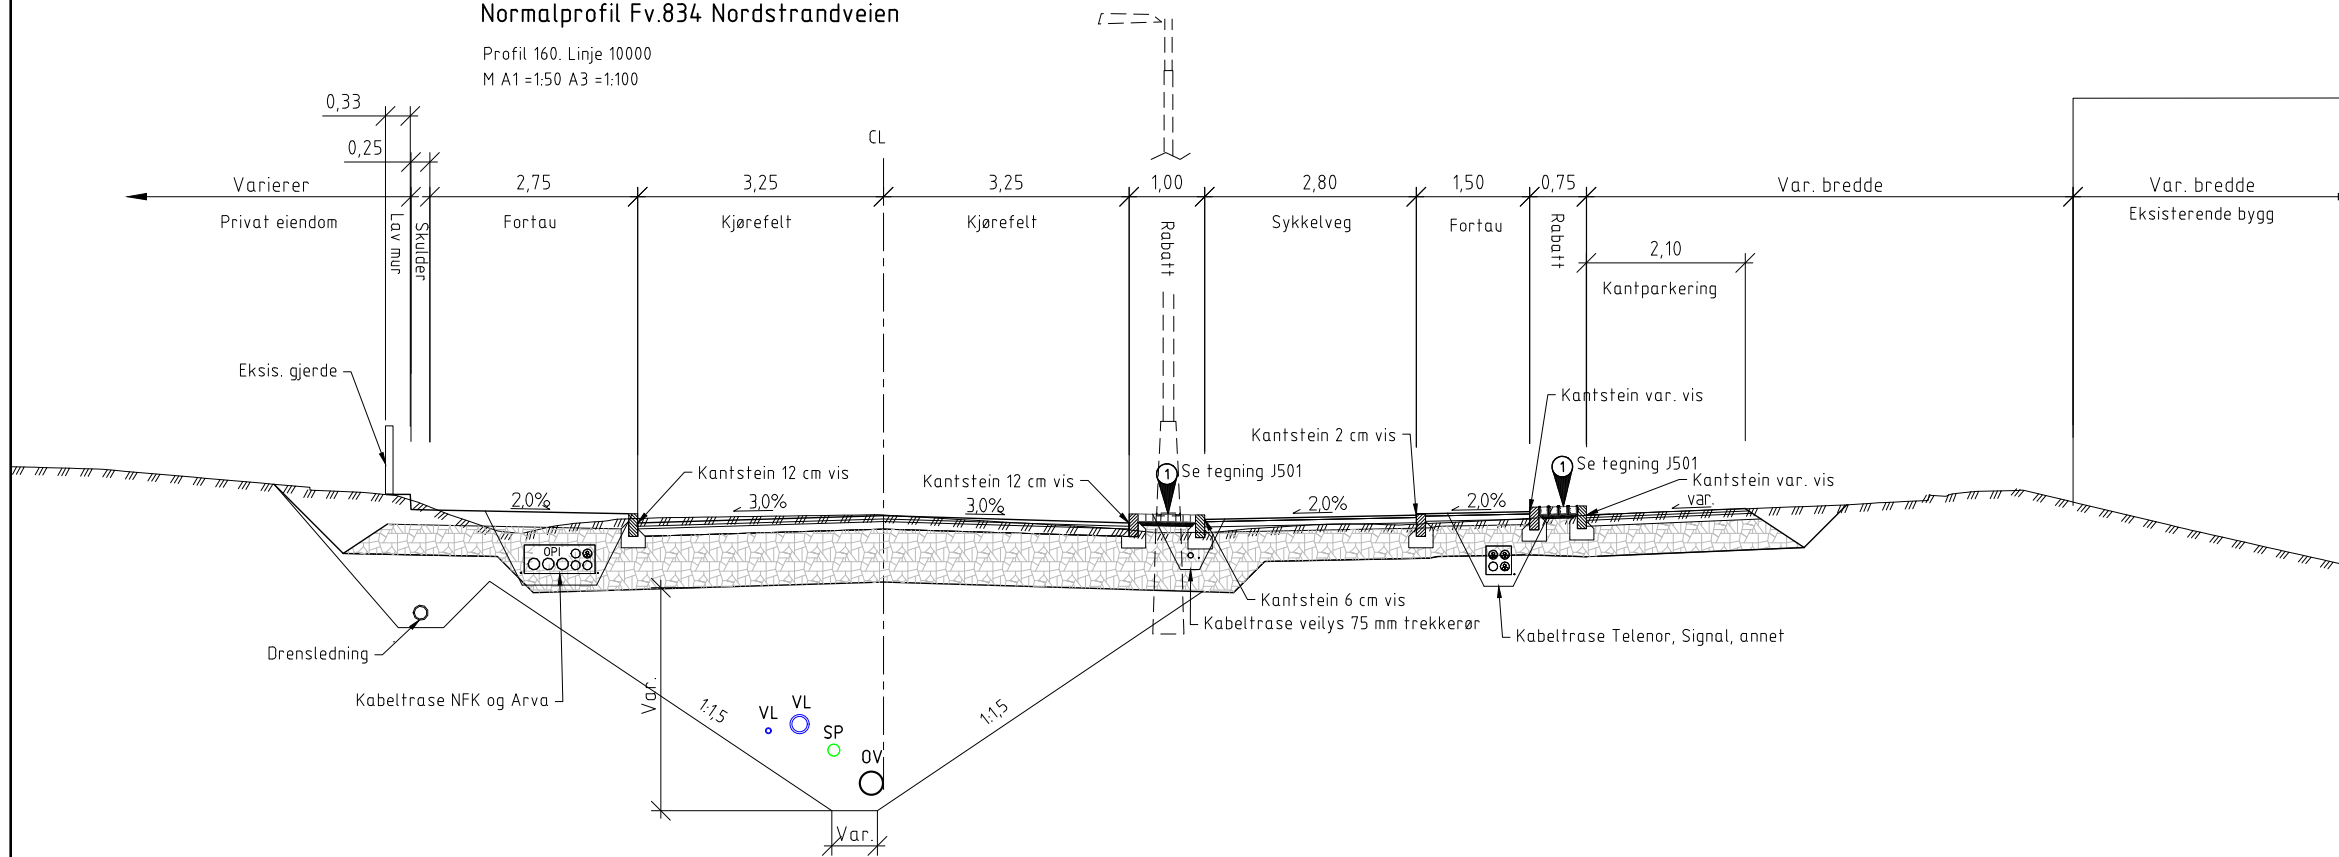 Normalprofil Fv.834 Nordstrandveien
Profil 160. Linje 10000
M A1 =1:50 A3 =1:100
0,33
0,25
CL
Varierer
2,75
3,25
3,25
1,00
2,80
1,50
0,75
Var. bredde
Var. bredde
Privat eiendom
Lav mur
Skulder
Fortau
Kjørefelt
Kjørefelt
Rabatt
Sykkelveg
Fortau
Rabatt
Eksisterende bygg
2,10
Kantparkering
Eksis. gjerde
Kantstein var. vis
Kantstein 2 cm vis
Kantstein 12 cm vis
Kantstein 12 cm vis
1
Se tegning J501
1
Se tegning J501
Kantstein var. vis
2,0%
3,0%
3,0%
2,0%
2,0%
var.
OPI
Kantstein 6 cm vis
Kabeltrase veilys 75 mm trekkerør
Kabeltrase Telenor, Signal, annet
Drensledning
Kabeltrase NFK og Arva
Var.
1:1,5
1:1,5
VL
VL
SP
OV
Var.